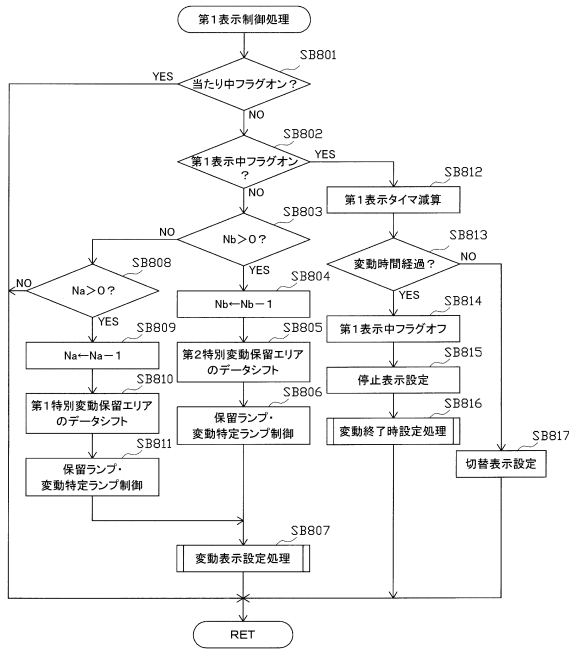 第１表示制御処理
SB801
当たり中フラグオン？
YES
NO
SB802
第１表示中フラグオン
？
YES
NO
SB812
第１表示タイマ減算
SB803
Nb＞０？
NO
YES
SB813
変動時間経過？
NO
YES
SB808
Na＞０？
NO
YES
SB804
Nb←Nb－１
SB814
第１表示中フラグオフ
SB809
Na←Na－１
SB805
第２特別変動保留エリア
のデータシフト
SB815
停止表示設定
SB810
第１特別変動保留エリア
のデータシフト
SB806
保留ランプ・
変動特定ランプ制御
SB816
変動終了時設定処理
SB811
保留ランプ・
変動特定ランプ制御
SB817
切替表示設定
SB807
変動表示設定処理
RET